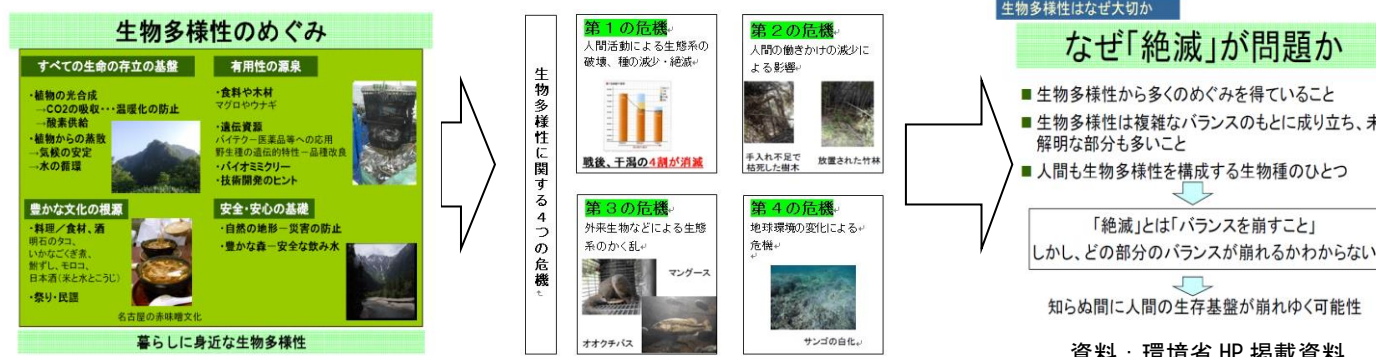 生物多様性のめぐみ
すべての生命の存立の基盤
・植物の光合成
→CO2の吸収・・・温暖化の防止
→酸素供給
・植物からの蒸散
→気候の安定
→水の循環
有用性の源泉
・食料や木材
マグロやウナギ
・遺伝資源
バイテクー医薬品等への応用
野生種の遺伝的特性－品種改良
・バイオミミクリー
・技術開発のヒント
豊かな文化の根源
・料理／食材、酒
明石のタコ、
いかなごくぎ煮、
鮒ずし、モロコ、
日本酒（米と水とこうじ）
・祭り・民謡
名古屋の赤味噌文化
安全・安心の基礎
・自然の地形－災害の防止
・豊かな森－安全な飲み水
暮らしに身近な生物多様性
生物多様性に関する４つの危機
第１の危機
人間活動による生態系の
破壊、種の減少・絶滅
戦後、干潟の4割が消滅
第２の危機
人間の働きかけの減少に
よる影響
手入れ不足で
枯死した樹木
放置された竹林
第３の危機
外来生物などによる生態
系のかく乱
マングース
オオクチバス
第４の危機
地球環境の変化による
危機
サンゴの白化
生物多様性はなぜ大切か
なぜ「絶滅」が問題か
■ 生物多様性から多くのめぐみを得ていること
■ 生物多様性は複雑なバランスのもとに成り立ち、未
解明な部分も多いこと
■ 人間も生物多様性を構成する生物種のひとつ
「絶滅」とは「バランスを崩すこと」
しかし、どの部分のバランスが崩れるかわからない
知らぬ間に人間の生存基盤が崩れゆく可能性
資料：環境省 HP 掲載資料